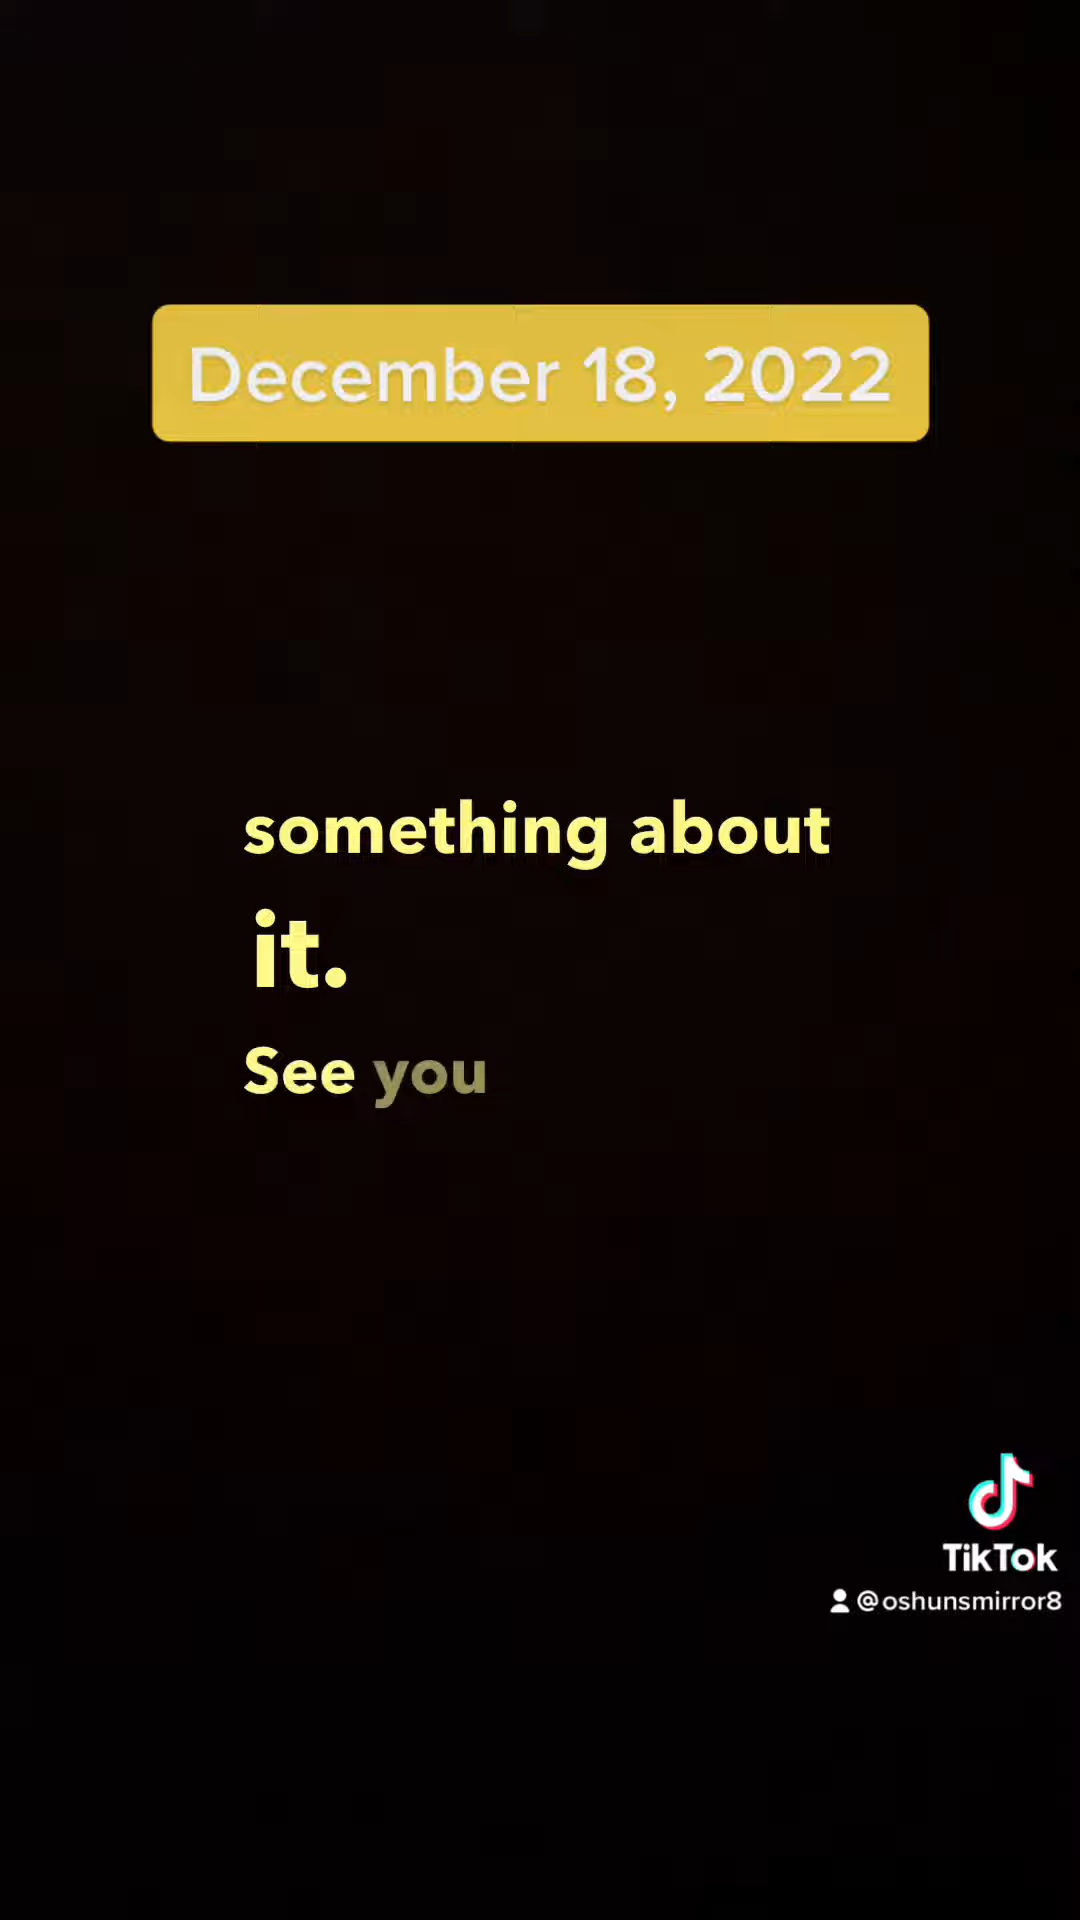 December 18, 2022
something about
it.
See you
TikTok
@oshunsmirror8